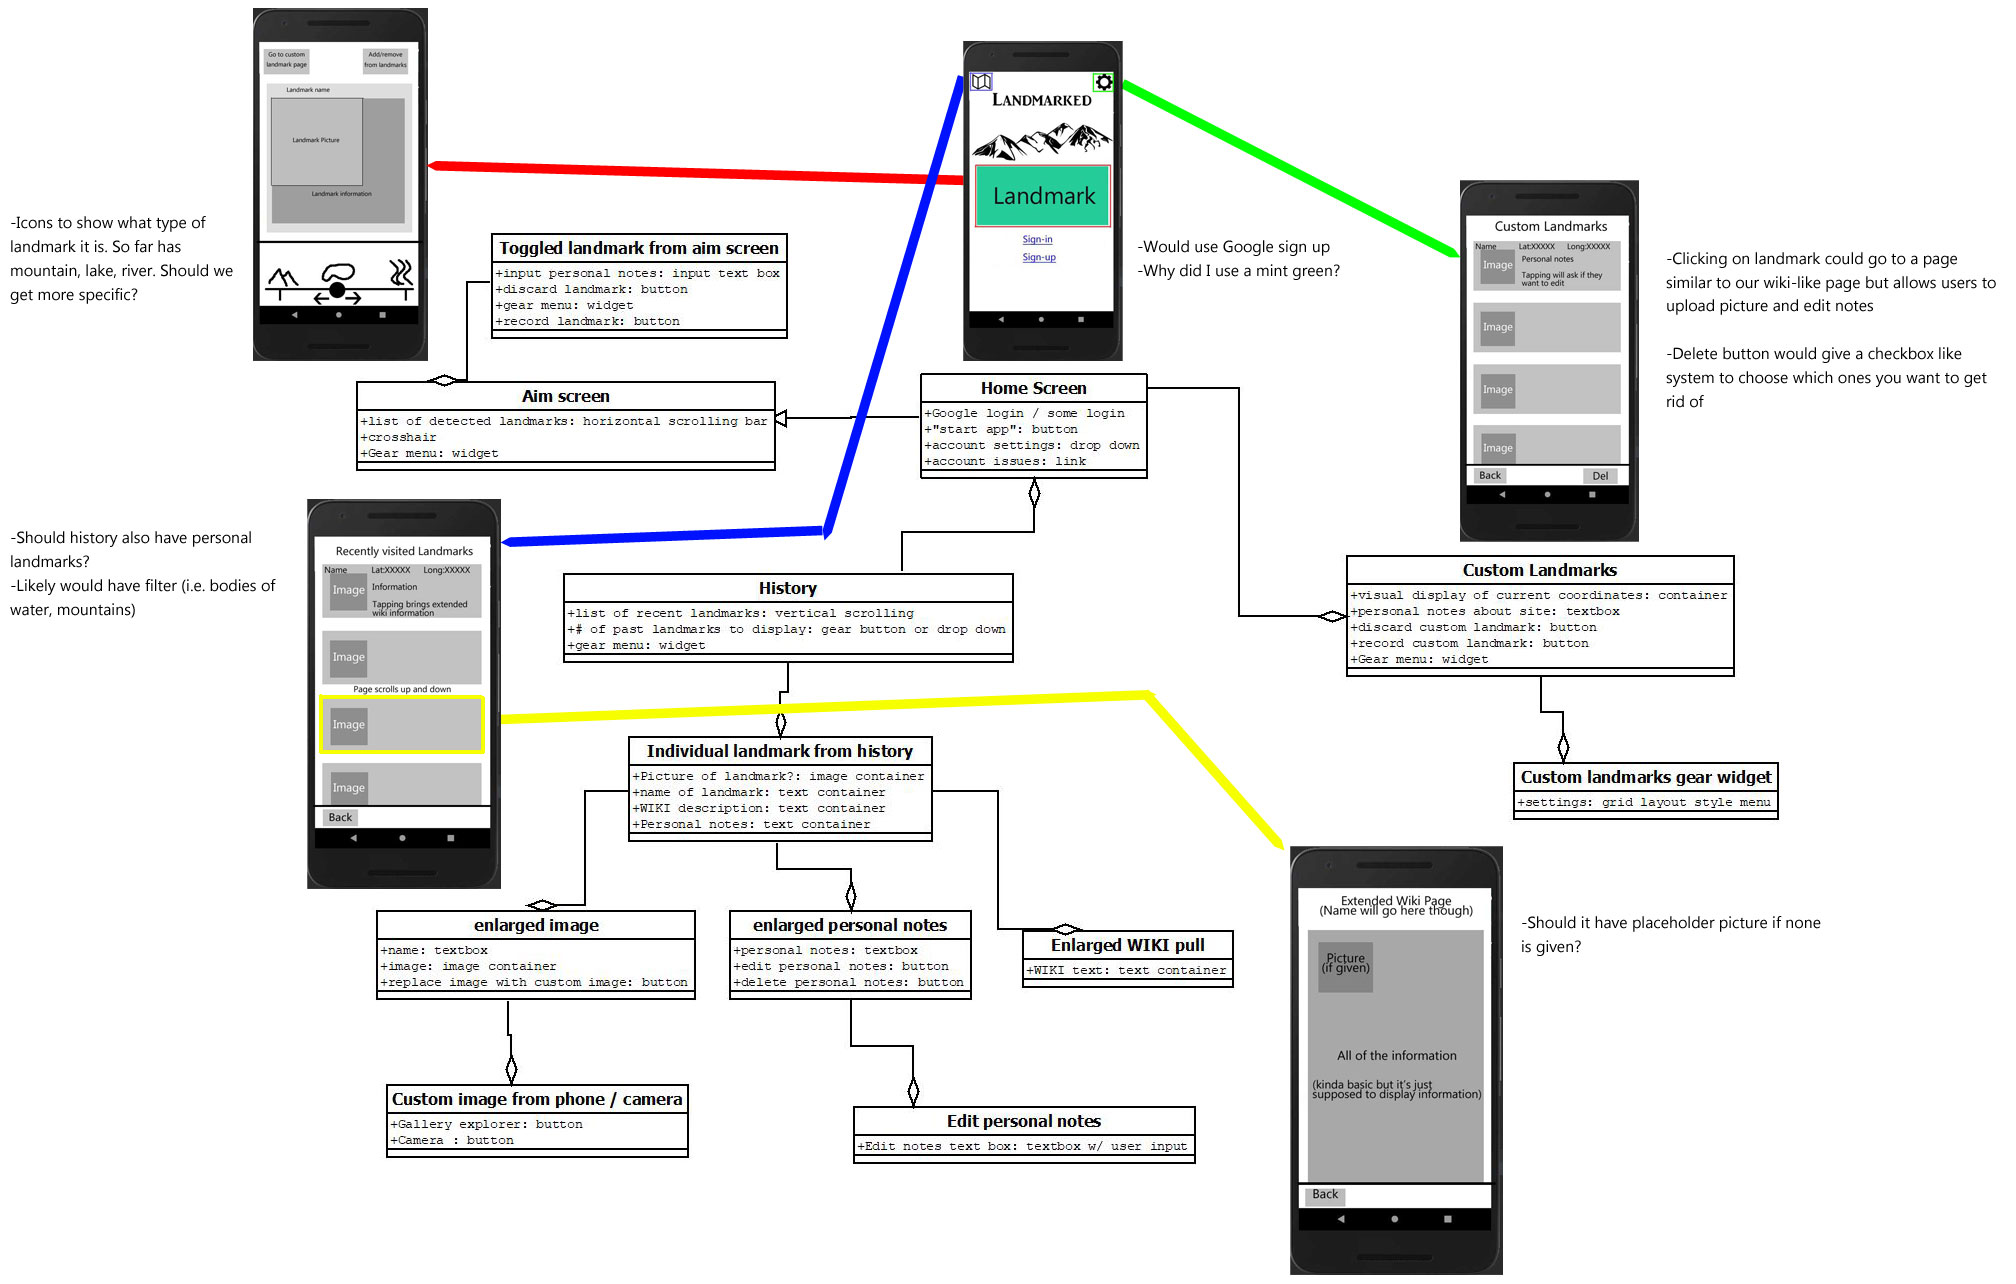 Go to custom
landmark page
Add/remove
from landmarks
Landmark name
Landmark Picture
Landmark information
-Icons to show what type of
landmark it is. So far has
mountain, lake, river. Should we
get more specific?
Toggled landmark from aim screen
+input personal notes: input text box
+discard landmark: button
+gear menu: widget
+record landmark: button
Aim screen
+list of detected landmarks: horizontal scrolling bar
+crosshair
+Gear menu: widget
LANDMARKED
Landmark
Sign-in
Sign-up
-Would use Google sign up
-Why did I use a mint green?
Home Screen
+Google login / some login
+"start app": button
+account settings: drop down
+account issues: link
Custom Landmarks
Name Lat:XXXXX Long:XXXXX
Image
Personal notes
Tapping will ask if they
want to edit
Image
Image
Image
Back
Del
-Clicking on landmark could go to a page
similar to our wiki-like page but allows users to
upload picture and edit notes
-Delete button would give a checkbox like
system to choose which ones you want to get
rid of
-Should history also have personal
landmarks?
-Likely would have filter (i.e. bodies of
water, mountains)
Recently visited Landmarks
Name Lat:XXXXX Long:XXXXX
Image
Information
Tapping brings extended
wiki information
Image
Page scrolls up and down
Image
Image
Back
History
+list of recent landmarks: vertical scrolling
+# of past landmarks to display: gear button or drop down
+gear menu: widget
Custom Landmarks
+visual display of current coordinates: container
+personal notes about site: textbox
+discard custom landmark: button
+record custom landmark: button
+Gear menu: widget
Custom landmarks gear widget
+settings: grid layout style menu
Individual landmark from history
+Picture of landmark?: image container
+name of landmark: text container
+WIKI description: text container
+Personal notes: text container
enlarged image
+name: textbox
+image: image container
+replace image with custom image: button
enlarged personal notes
+personal notes: textbox
+edit personal notes: button
+delete personal notes: button
Enlarged WIKI pull
+WIKI text: text container
Custom image from phone / camera
+Gallery explorer: button
+Camera : button
Edit personal notes
+Edit notes text box: textbox w/ user input
Extended Wiki Page
(Name will go here though)
Picture
(if given)
All of the information
(kinda basic but it's just
supposed to display information)
Back
-Should it have placeholder picture if none
is given?